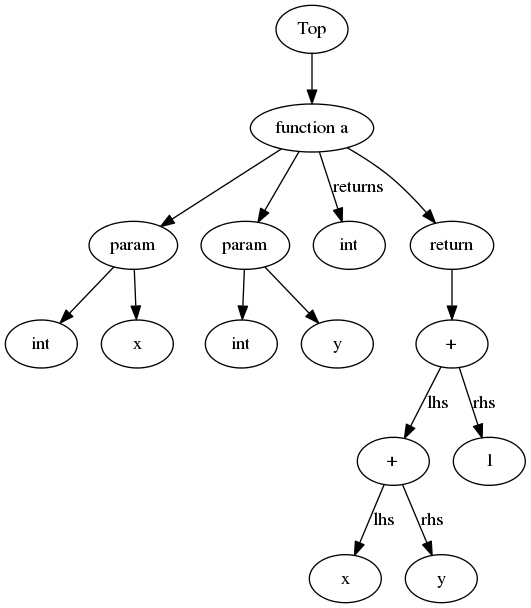 Top
function a
returns
param
param
int
return
int
x
int
y
+
lhs
rhs
+
1
lhs
rhs
x
y